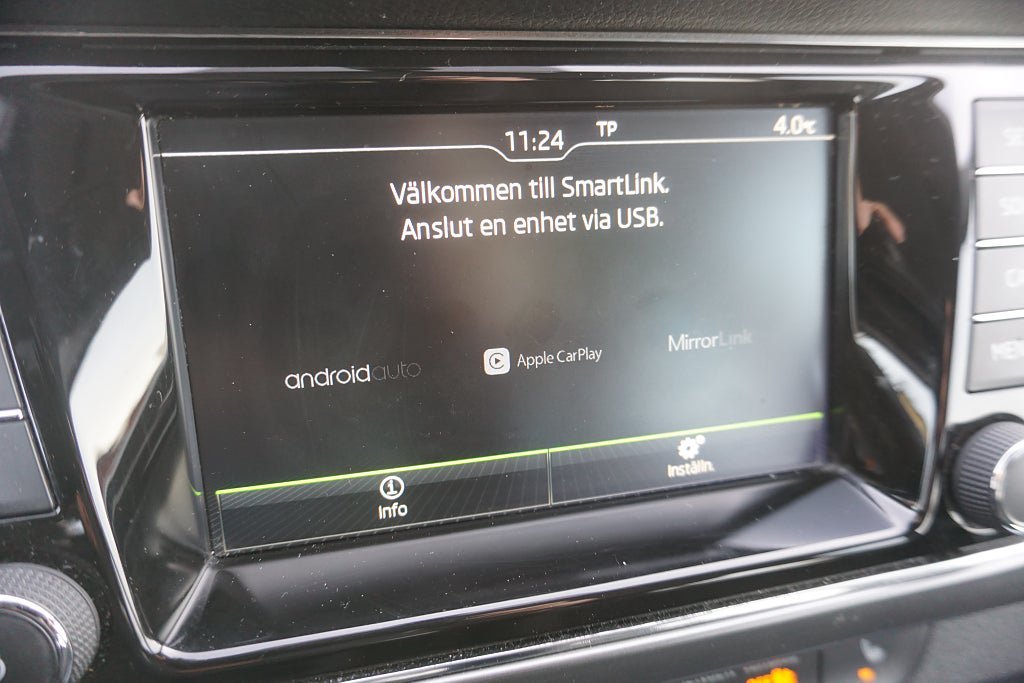 11:24
TP
4.0°C
Välkommen till SmartLink.
Anslut en enhet via USB.
androidauto
Apple CarPlay
MirrorLink
Info
Inställn.